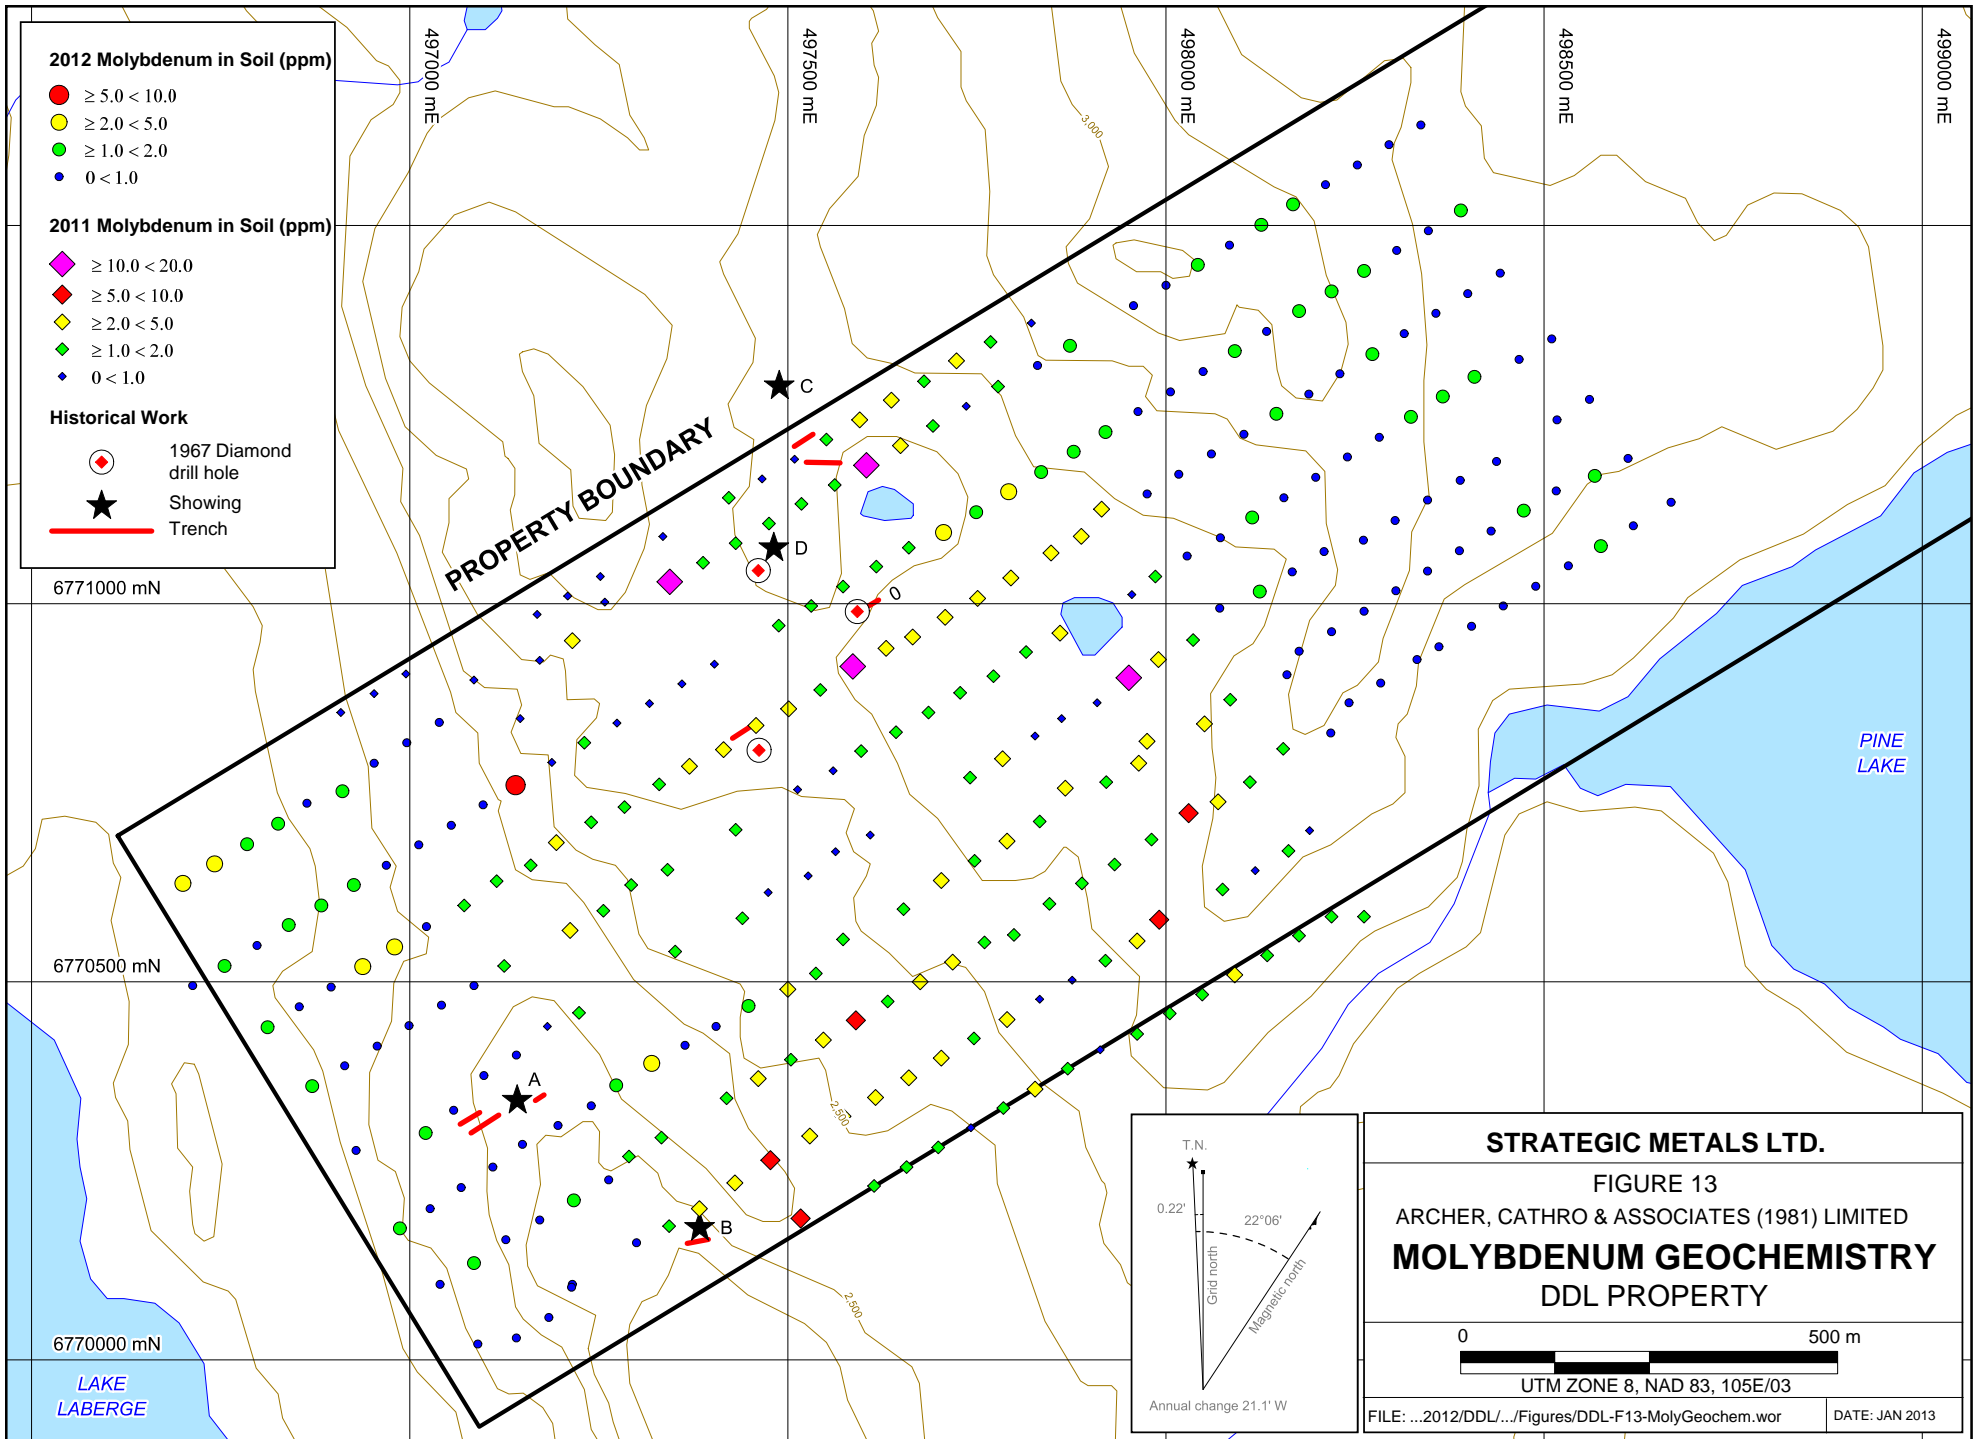 2012 Molybdenum in Soil (ppm)
≥ 5.0 < 10.0
≥ 2.0 < 5.0
≥ 1.0 < 2.0
0 < 1.0
2011 Molybdenum in Soil (ppm)
≥ 10.0 < 20.0
≥ 5.0 < 10.0
≥ 2.0 < 5.0
≥ 1.0 < 2.0
0 < 1.0
Historical Work
1967 Diamond
drill hole
Showing
Trench
497000 mE
497500 mE
498000 mE
498500 mE
499000 mE
3,000
C
PROPERTY BOUNDARY
D
6771000 mN
0
PINE
LAKE
6770500 mN
A
2,500
B
2,500
6770000 mN
LAKE
LABERGE
T.N.
0.22'
22°06'
Grid north
Magnetic north
Annual change 21.1' W
STRATEGIC METALS LTD.
FIGURE 13
ARCHER, CATHRO & ASSOCIATES (1981) LIMITED
MOLYBDENUM GEOCHEMISTRY
DDL PROPERTY
0 500 m
UTM ZONE 8, NAD 83, 105E/03
FILE: ...2012/DDL/.../Figures/DDL-F13-MolyGeochem.wor
DATE: JAN 2013